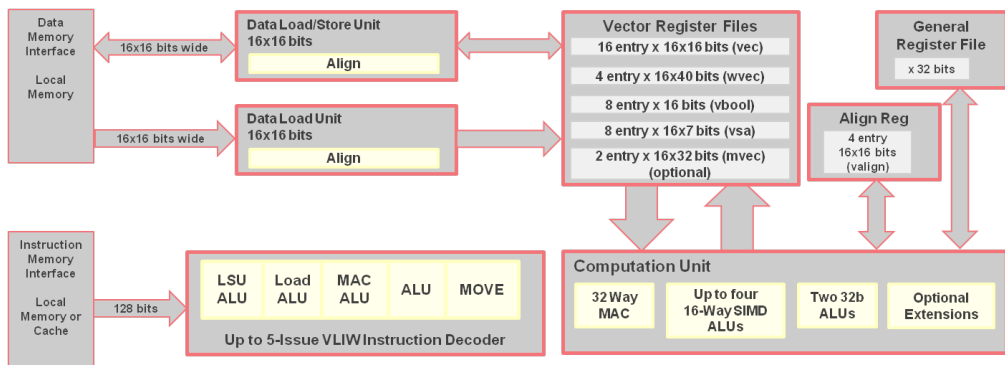 Data
Memory
Interface
Local
Memory
16x16 bits wide
16x16 bits wide
Data Load/Store Unit
16x16 bits
Align
Data Load Unit
16x16 bits
Align
Vector Register Files
16 entry x 16x16 bits (vec)
4 entry x 16x40 bits (wvec)
8 entry x 16 bits (vbool)
8 entry x 16x7 bits (vsa)
2 entry x 16x32 bits (mvec)
(optional)
General
Register File
x 32 bits
Align Reg
4 entry
16x16 bits
(valign)
Instruction
Memory
Interface
Local
Memory or
Cache
128 bits
LSU
ALU
Load
ALU
MAC
ALU
ALU
MOVE
Up to 5-Issue VLIW Instruction Decoder
Computation Unit
32 Way
MAC
Up to four
16-Way SIMD
ALUs
Two 32b
ALUs
Optional
Extensions